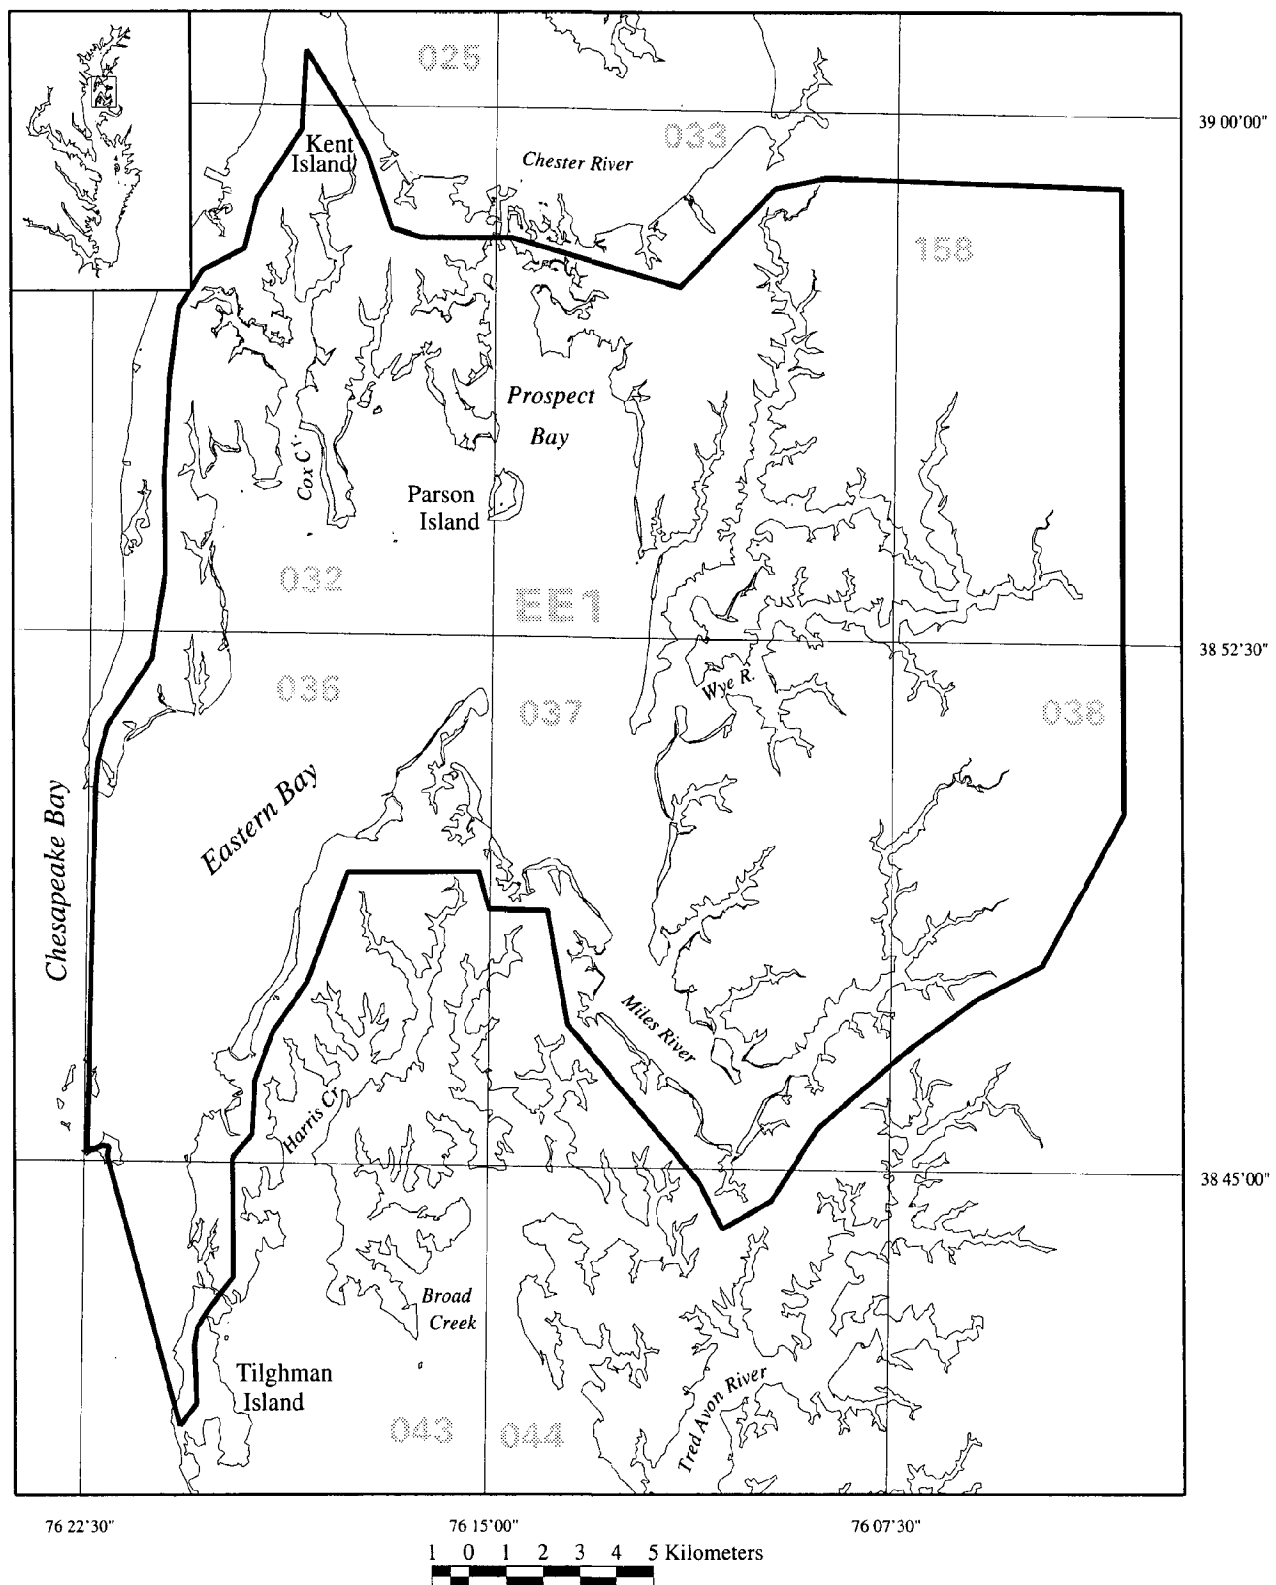 025
39 00'00"
033
Kent
Island
Chester River
158
Prospect
Bay
Cox Cr.
Parson
Island
032
EE1
38 52'30"
036
037
Wye R.
038
Eastern Bay
Chesapeake Bay
Miles River
Harris Cr.
38 45'00"
Broad
Creek
Tilghman
Island
Tred Avon River
043
044
76 22'30"
76 15'00"
76 07'30"
1 0 1 2 3 4 5 Kilometers